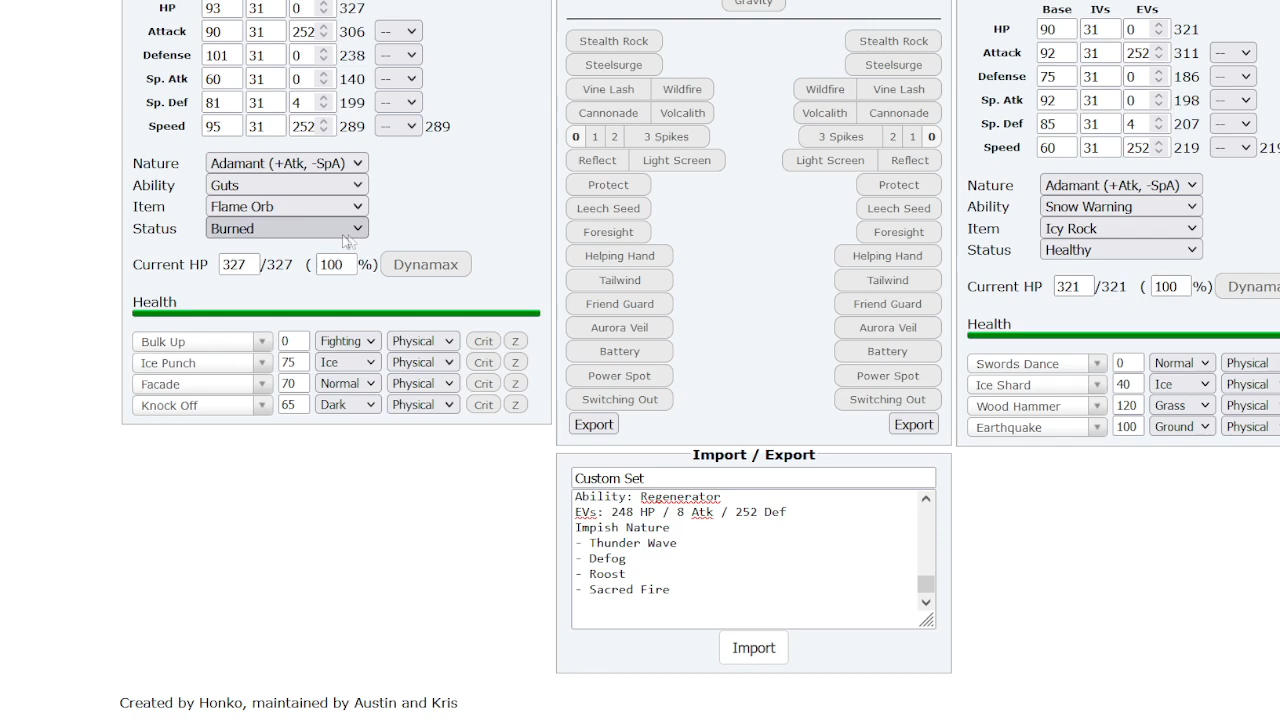 Gravity
HP 93 31 0 327
Attack 90 31 252 306 --
Defense 101 31 0 238 --
Sp. Atk 60 31 0 140 --
Sp. Def 81 31 4 199 --
Speed 95 31 252 289 -- 289
Nature Adamant (+Atk, -SpA)
Ability Guts
Item Flame Orb
Status Burned
Current HP 327 /327 ( 100 %) Dynamax
Health
Bulk Up 0 Fighting Physical Crit Z
Ice Punch 75 Ice Physical Crit Z
Facade 70 Normal Physical Crit Z
Knock Off 65 Dark Physical Crit Z
Stealth Rock Stealth Rock
Steelsurge Steelsurge
Vine Lash Wildfire Wildfire Vine Lash
Cannonade Volcalith Volcalith Cannonade
0 1 2 3 Spikes 3 Spikes 2 1 0
Reflect Light Screen Light Screen Reflect
Protect Protect
Leech Seed Leech Seed
Foresight Foresight
Helping Hand Helping Hand
Tailwind Tailwind
Friend Guard Friend Guard
Aurora Veil Aurora Veil
Battery Battery
Power Spot Power Spot
Switching Out Switching Out
Export Export
Import / Export
Custom Set
Ability: Regenerator
EVs: 248 HP / 8 Atk / 252 Def
Impish Nature
- Thunder Wave
- Defog
- Roost
- Sacred Fire
Import
Base IVs EVs
HP 90 31 0 321
Attack 92 31 252 311 --
Defense 75 31 0 186 --
Sp. Atk 92 31 0 198 --
Sp. Def 85 31 4 207 --
Speed 60 31 252 219 -- 219
Nature Adamant (+Atk, -SpA)
Ability Snow Warning
Item Icy Rock
Status Healthy
Current HP 321 /321 ( 100 %) Dynama
Health
Swords Dance 0 Normal Physical
Ice Shard 40 Ice Physical
Wood Hammer 120 Grass Physical
Earthquake 100 Ground Physical
Created by Honko, maintained by Austin and Kris